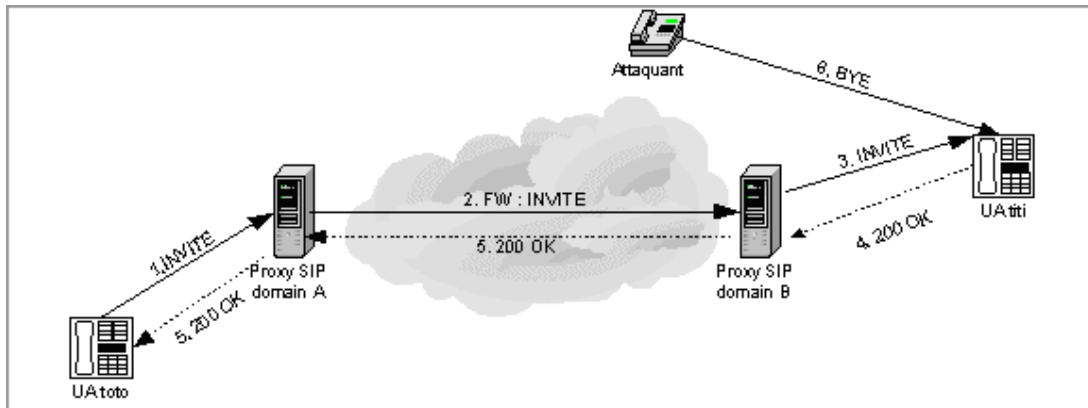 Attaquant
6, BYE
3. INVITE
UA titi
2. FW : INVITE
4, 200 OK
5. 200 OK
1,INVITE
Proxy SIP
domain A
Proxy SIP
domain B
5, 200 OK
UA toto